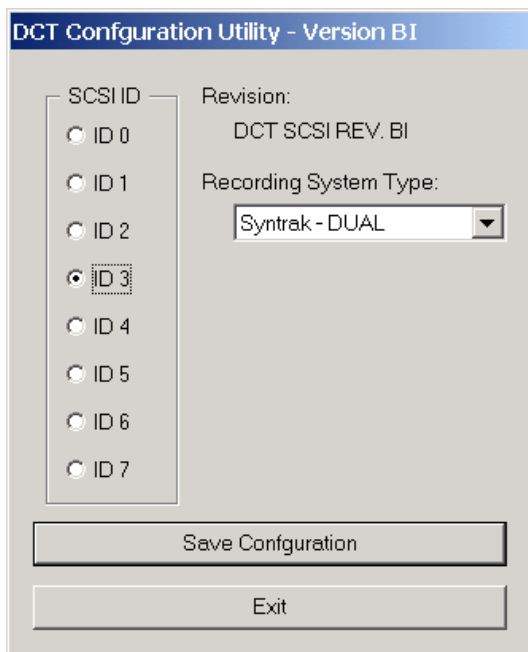 DCT Confguration Utility - Version BI
SCSI ID
ID 0
ID 1
ID 2
ID 3
ID 4
ID 5
ID 6
ID 7
Revision:
DCT SCSI REV. BI
Recording System Type:
Syntrak - DUAL
Save Confguration
Exit